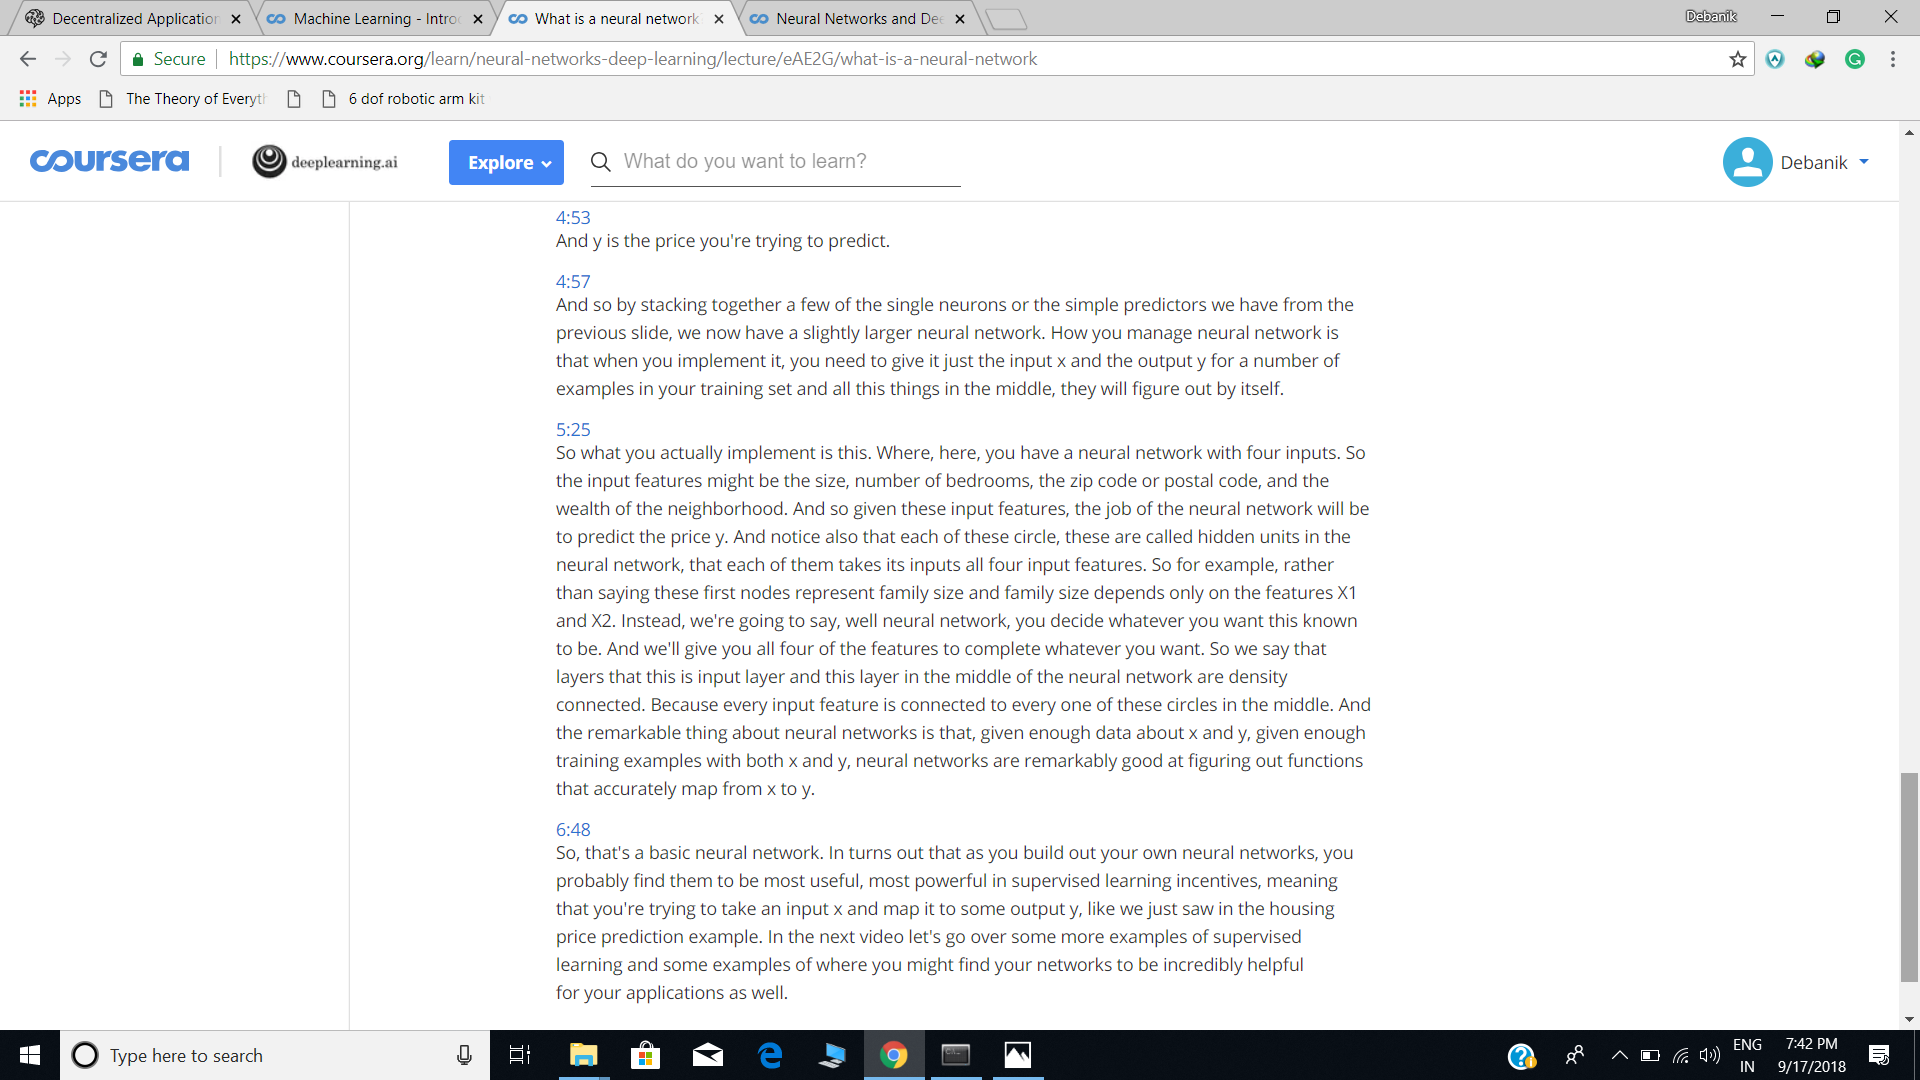 Decentralized Application
Machine Learning - Intro
What is a neural network
Neural Networks and De
Debanik
Secure
https://www.coursera.org/learn/neural-networks-deep-learning/lecture/eAE2G/what-is-a-neural-network
Apps
The Theory of Everyth
6 dof robotic arm kit
coursera
deeplearning.ai
Explore
What do you want to learn?
Debanik
4:53
And y is the price you're trying to predict.
4:57
And so by stacking together a few of the single neurons or the simple predictors we have from the
previous slide, we now have a slightly larger neural network. How you manage neural network is
that when you implement it, you need to give it just the input x and the output y for a number of
examples in your training set and all this things in the middle, they will figure out by itself.
5:25
So what you actually implement is this. Where, here, you have a neural network with four inputs. So
the input features might be the size, number of bedrooms, the zip code or postal code, and the
wealth of the neighborhood. And so given these input features, the job of the neural network will be
to predict the price y. And notice also that each of these circle, these are called hidden units in the
neural network, that each of them takes its inputs all four input features. So for example, rather
than saying these first nodes represent family size and family size depends only on the features X1
and X2. Instead, we're going to say, well neural network, you decide whatever you want this known
to be. And we'll give you all four of the features to complete whatever you want. So we say that
layers that this is input layer and this layer in the middle of the neural network are density
connected. Because every input feature is connected to every one of these circles in the middle. And
the remarkable thing about neural networks is that, given enough data about x and y, given enough
training examples with both x and y, neural networks are remarkably good at figuring out functions
that accurately map from x to y.
6:48
So, that's a basic neural network. In turns out that as you build out your own neural networks, you
probably find them to be most useful, most powerful in supervised learning incentives, meaning
that you're trying to take an input x and map it to some output y, like we just saw in the housing
price prediction example. In the next video let's go over some more examples of supervised
learning and some examples of where you might find your networks to be incredibly helpful
for your applications as well.
Type here to search
ENG
IN
7:42 PM
9/17/2018